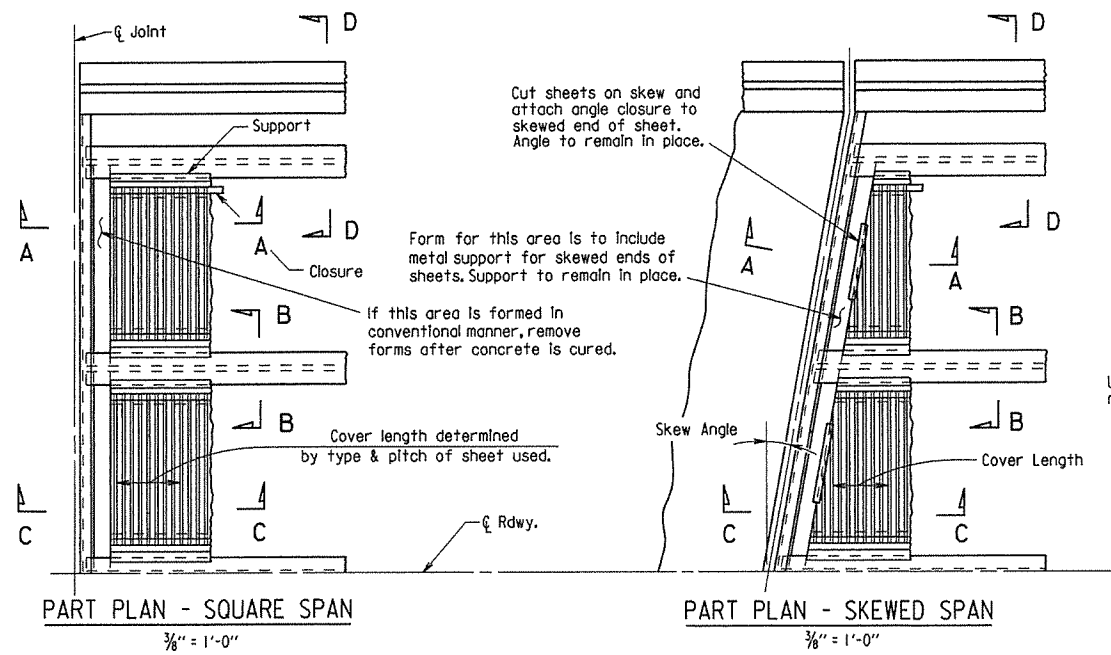 ℄ Joint
D
Support
A
A
Closure
D
If this area is formed in
conventional manner, remove
forms after concrete is cured.
B
B
Cover length determined
by type & pitch of sheet used.
C
C
℄ Rdwy.
PART PLAN - SQUARE SPAN
3/8" = 1'-0"
D
Cut sheets on skew and
attach angle closure to
skewed end of sheet.
Angle to remain in place.
Form for this area is to include
metal support for skewed ends of
sheets. Support to remain in place.
A
A
D
B
B
Skew Angle
Cover Length
C
C
PART PLAN - SKEWED SPAN
3/8" = 1'-0"